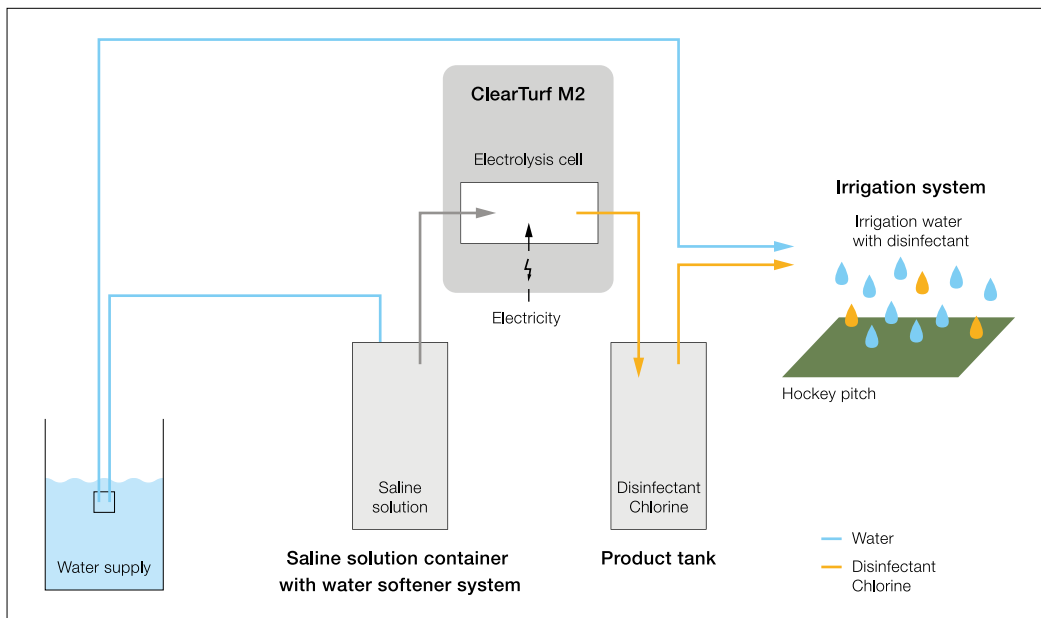 ClearTurf M2
Electrolysis cell
Electricity
Irrigation system
Irrigation water
with disinfectant
Hockey pitch
Water supply
Saline
solution
Saline solution container
with water softener system
Disinfectant
Chlorine
Product tank
Water
Disinfectant
Chlorine